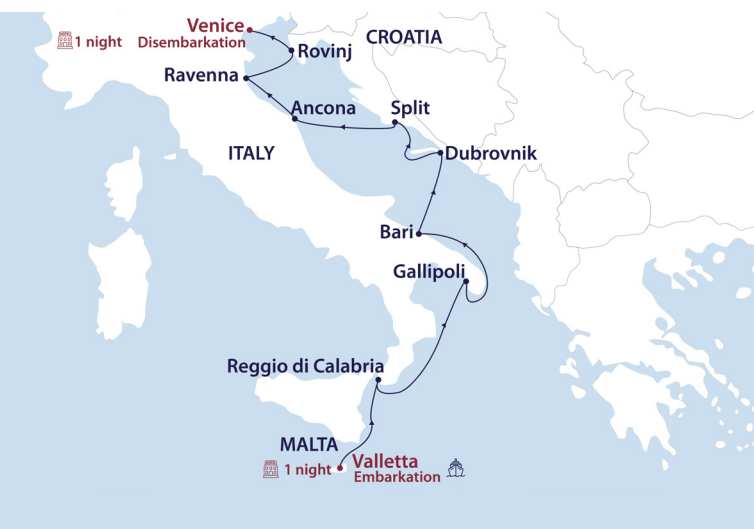 Venice
1 night
Disembarkation
CROATIA
Rovinj
Ravenna
Ancona
Split
ITALY
Dubrovnik
Bari
Gallipoli
Reggio di Calabria
MALTA
1 night
Valletta
Embarkation